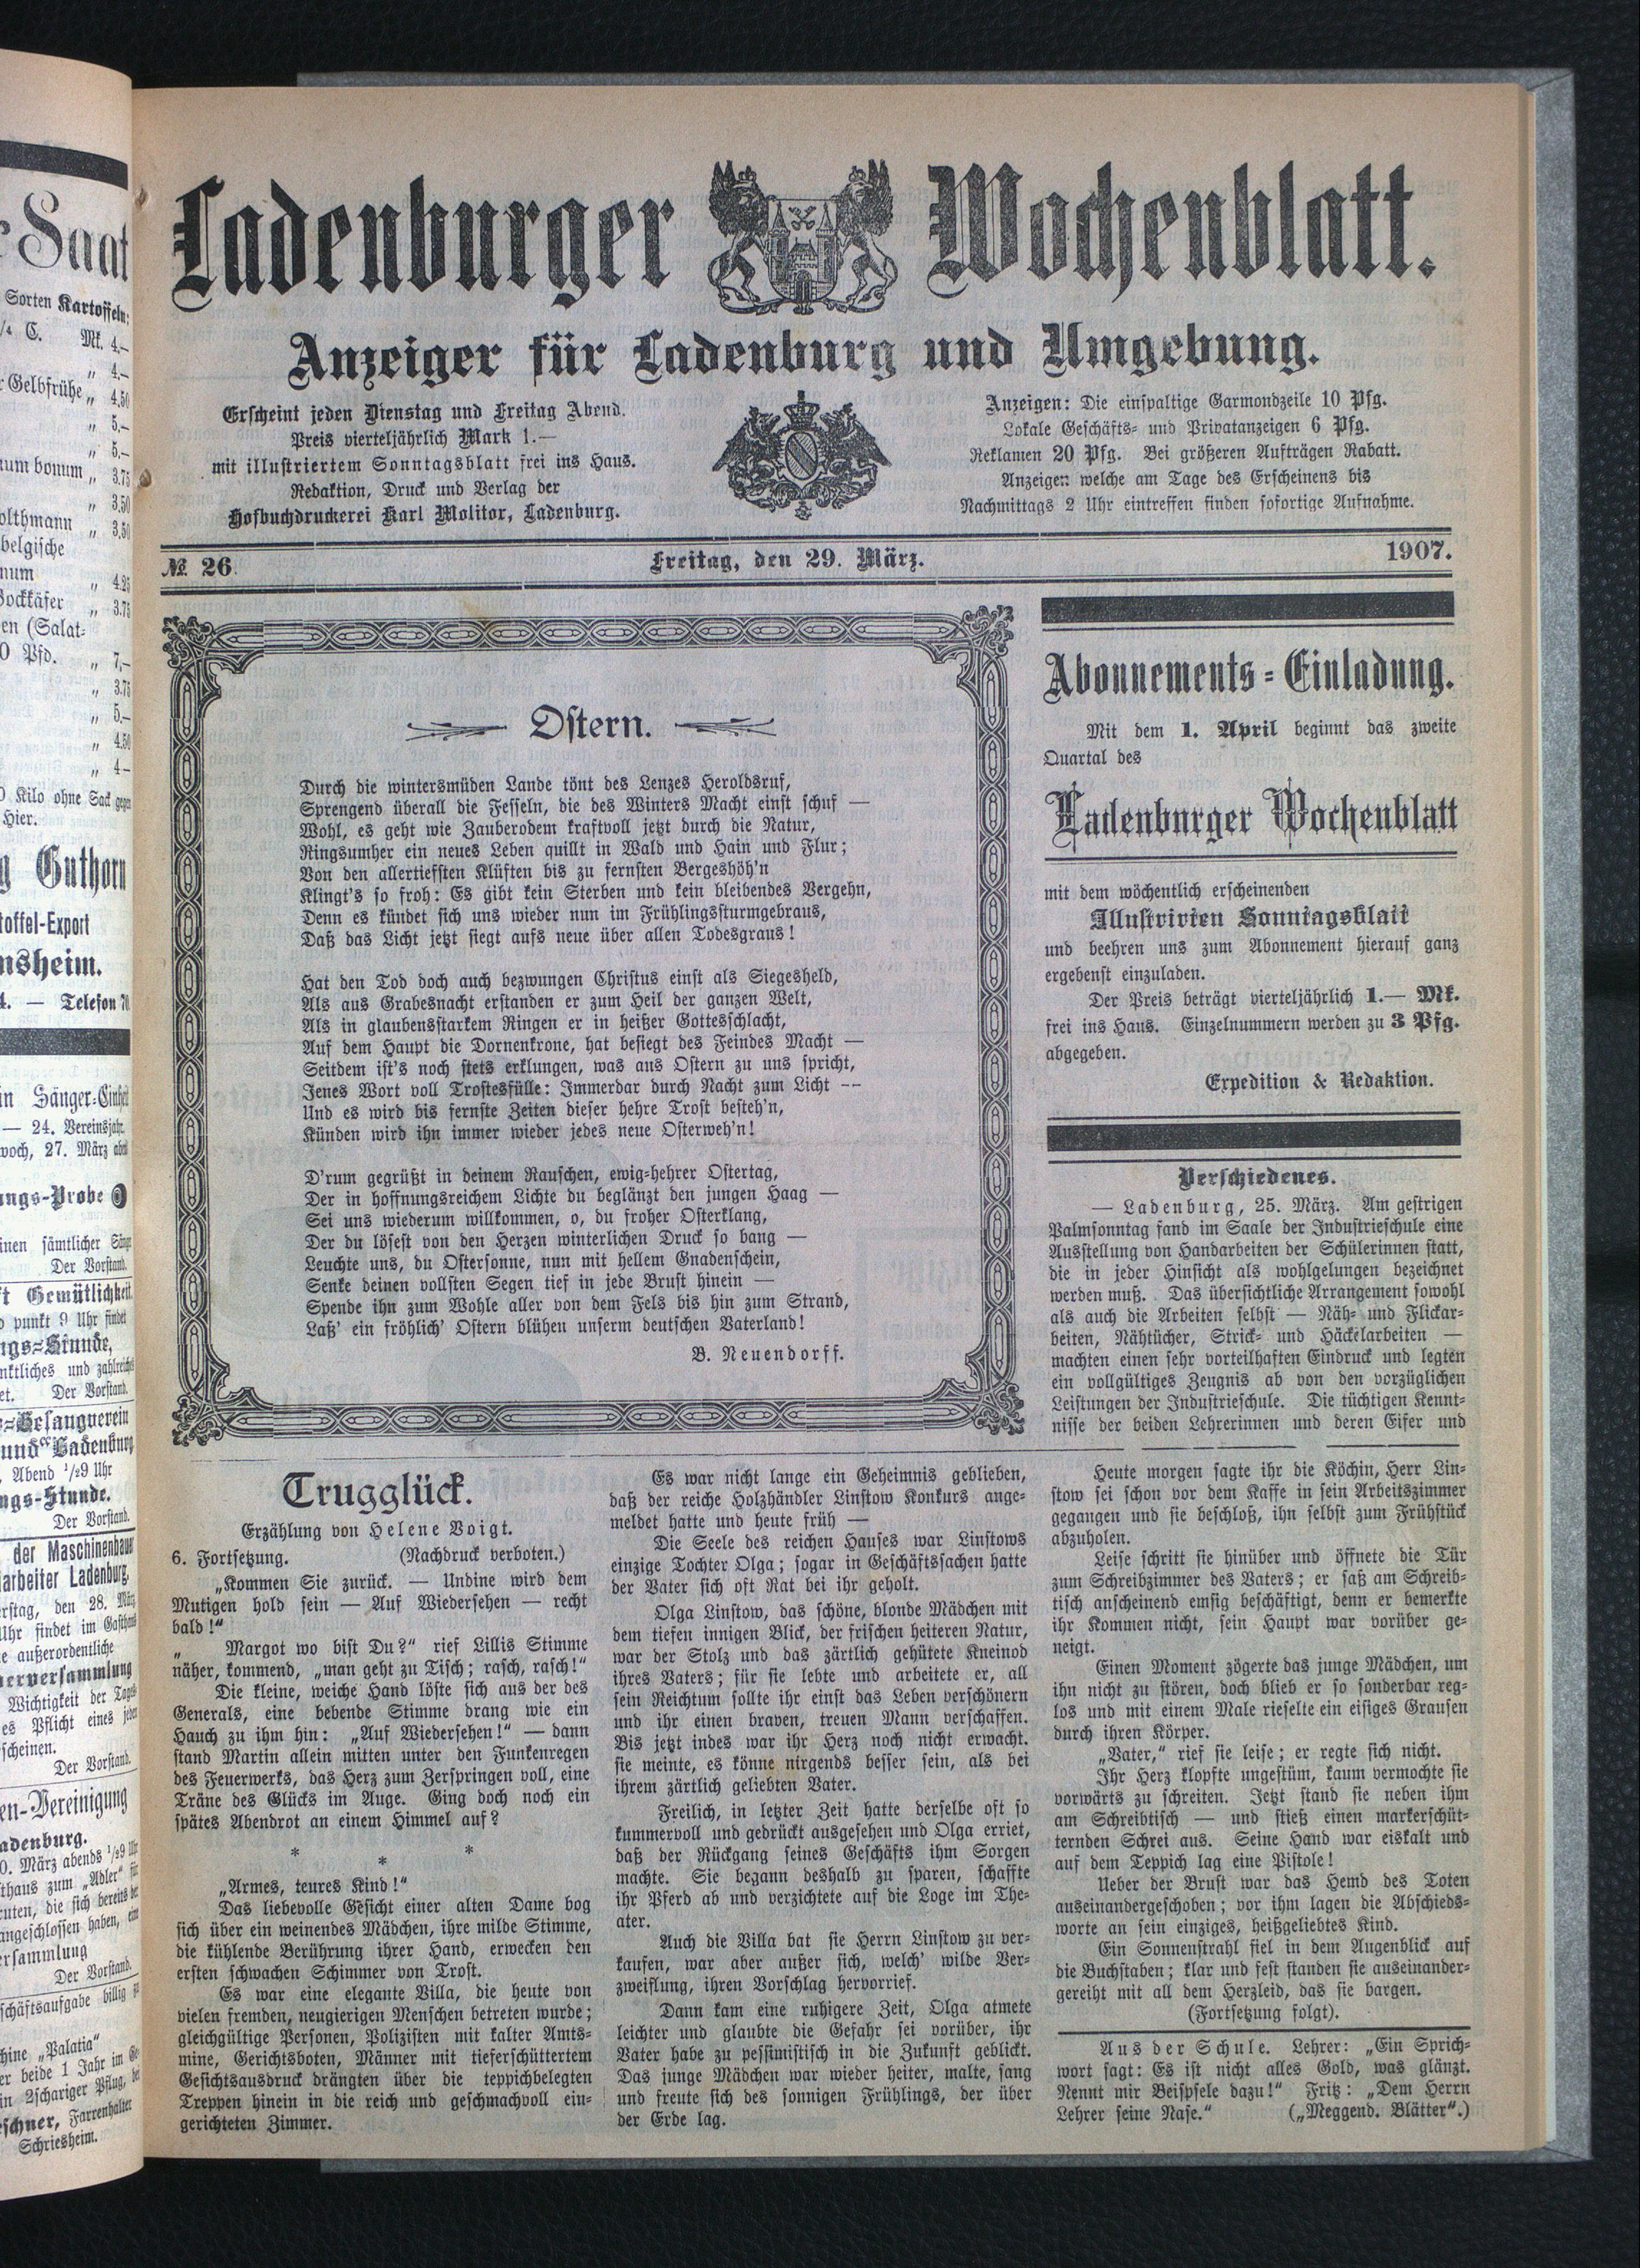 Ladenburger Wochenblatt.
Anzeiger für Ladenburg und Umgebung.
Erscheint jeden Dienstag und Freitag Abend.
Preis vierteljährlich Mark 1.—
mit illustriertem Sonntagsblatt frei ins Haus.
Redaktion, Druck und Verlag der
Hofbuchdruckerei Karl Molitor, Ladenburg.
Anzeigen: Die einspaltige Garmondzeile 10 Pfg.
Lokale Geschäfts- und Privatanzeigen 6 Pfg.
Reklamen 20 Pfg. Bei größeren Aufträgen Rabatt.
Anzeigen welche am Tage des Erscheinens bis
Nachmittags 2 Uhr eintreffen finden sofortige Aufnahme.
№ 26.
Freitag, den 29. März.
1907.
Ostern.
Durch die wintersmüden Lande tönt des Lenzes Heroldsruf,
Sprengend überall die Fesseln, die des Winters Macht einst schuf —
Wohl, es geht wie Zauberodem kraftvoll jetzt durch die Natur,
Ringsumher ein neues Leben quillt in Wald und Hain und Flur;
Von den allertiefsten Klüften bis zu fernsten Bergeshöh'n
Klingt's so froh: Es gibt kein Sterben und kein bleibendes Vergehn,
Denn es kündet sich uns wieder nun im Frühlingssturmgebraus,
Daß das Licht jetzt siegt aufs neue über allen Todesgraus!
Hat den Tod doch auch bezwungen Christus einst als Siegesheld,
Als aus Grabesnacht erstanden er zum Heil der ganzen Welt,
Als in glaubensstarkem Ringen er in heißer Gottesschlacht,
Auf dem Haupt die Dornenkrone, hat besiegt des Feindes Macht —
Seitdem ist's noch stets erklungen, was aus Ostern zu uns spricht,
Jenes Wort voll Trostesfülle: Immerdar durch Nacht zum Licht —
Und es wird bis fernste Zeiten dieser hehre Trost besteh'n,
Künden wird ihn immer wieder jedes neue Osterweh'n!
D'rum gegrüßt in deinem Rauschen, ewig-hehrer Ostertag,
Der in hoffnungsreichem Lichte du beglänzt den jungen Haag —
Sei uns wiederum willkommen, o, du froher Osterklang,
Der du lösest von den Herzen winterlichen Druck so bang —
Leuchte uns, du Ostersonne, nun mit hellem Gnadenschein,
Senke deinen vollsten Segen tief in jede Brust hinein —
Spende ihn zum Wohle aller von dem Fels bis hin zum Strand,
Laß' ein fröhlich' Ostern blühen unserm deutschen Vaterland!
B. Neuendorff.
Abonnements-Einladung.
Mit dem 1. April beginnt das zweite
Quartal des
Ladenburger Wochenblatt
mit dem wöchentlich erscheinenden
Illustrirten Sonntagsblatt
und beehren uns zum Abonnement hierauf ganz
ergebenst einzuladen.
Der Preis beträgt vierteljährlich 1.— Mk.
frei ins Haus. Einzelnummern werden zu 3 Pfg.
abgegeben.
Expedition & Redaktion.
Verschiedenes.
— Ladenburg, 25. März. Am gestrigen
Palmsonntag fand im Saale der Industrieschule eine
Ausstellung von Handarbeiten der Schülerinnen statt,
die in jeder Hinsicht als wohlgelungen bezeichnet
werden muß. Das übersichtliche Arrangement sowohl
als auch die Arbeiten selbst — Näh- und Flickar-
beiten, Nähtücher, Strick- und Häckelarbeiten —
machten einen sehr vorteilhaften Eindruck und legten
ein vollgültiges Zeugnis ab von den vorzüglichen
Leistungen der Industrieschule. Die tüchtigen Kennt-
nisse der beiden Lehrerinnen und deren Eifer und
Trugglück.
Erzählung von Helene Voigt.
6. Fortsetzung. (Nachdruck verboten.)
„Kommen Sie zurück. — Undine wird dem
Mutigen hold sein — Auf Wiedersehen — recht
bald!“
„ Margot wo bist Du?“ rief Lillis Stimme
näher, kommend, „man geht zu Tisch; rasch, rasch!“
Die kleine, weiche Hand löste sich aus der des
Generals, eine bebende Stimme drang wie ein
Hauch zu ihm hin: „Auf Wiedersehen!“ — dann
stand Martin allein mitten unter den Funkenregen
des Feuerwerks, das Herz zum Zerspringen voll, eine
Träne des Glücks im Auge. Ging doch noch ein
spätes Abendrot an einem Himmel auf?
* * *
„Armes, teures Kind!“
Das liebevolle Gesicht einer alten Dame bog
sich über ein weinendes Mädchen, ihre milde Stimme,
die kühlende Berührung ihrer Hand, erwecken den
ersten schwachen Schimmer von Trost.
Es war eine elegante Villa, die heute von
vielen fremden, neugierigen Menschen betreten wurde;
gleichgültige Personen, Polizisten mit kalter Amts-
mine, Gerichtsboten, Männer mit tieferschüttertem
Gesichtsausdruck drängten über die teppichbelegten
Treppen hinein in die reich und geschmachvoll ein-
gerichteten Zimmer.
Es war nicht lange ein Geheimnis geblieben,
daß der reiche Holzhändler Linstow Konkurs ange-
meldet hatte und heute früh —
Die Seele des reichen Hauses war Linstows
einzige Tochter Olga; sogar in Geschäftssachen hatte
der Vater sich oft Rat bei ihr geholt.
Olga Linstow, das schöne, blonde Mädchen mit
dem tiefen innigen Blick, der frischen heiteren Natur,
war der Stolz und das zärtlich gehütete Kneinod
ihres Vaters; für sie lebte und arbeitete er, all
sein Reichtum sollte ihr einst das Leben verschönern
und ihr einen braven, treuen Mann verschaffen.
Bis jetzt indes war ihr Herz noch nicht erwacht.
sie meinte, es könne nirgends besser sein, als bei
ihrem zärtlich geliebten Vater.
Freilich, in letzter Zeit hatte derselbe oft so
kummervoll und gedrückt ausgesehen und Olga erriet,
daß der Rückgang seines Geschäfts ihm Sorgen
machte. Sie begann deshalb zu sparen, schaffte
ihr Pferd ab und verzichtete auf die Loge im The-
ater.
Auch die Villa bat sie Herrn Linstow zu ver-
kaufen, war aber außer sich, welch' wilde Ver-
zweiflung, ihren Vorschlag hervorrief.
Dann kam eine ruhigere Zeit, Olga atmete
leichter und glaubte die Gefahr sei vorüber, ihr
Vater habe zu pessimistisch in die Zukunft geblickt.
Das junge Mädchen war wieder heiter, malte, sang
und freute sich des sonnigen Frühlings, der über
der Erde lag.
Heute morgen sagte ihr die Köchin, Herr Lin-
stow sei schon vor dem Kaffe in sein Arbeitszimmer
gegangen und sie beschloß, ihn selbst zum Frühstück
abzuholen.
Leise schritt sie hinüber und öffnete die Tür
zum Schreibzimmer des Vaters; er saß am Schreib-
tisch anscheinend emsig beschäftigt, denn er bemerkte
ihr Kommen nicht, sein Haupt war vorüber ge-
neigt.
Einen Moment zögerte das junge Mädchen, um
ihn nicht zu stören, doch blieb er so sonderbar reg-
los und mit einem Male rieselte ein eisiges Grausen
durch ihren Körper.
„Vater,“ rief sie leise; er regte sich nicht.
Ihr Herz klopfte ungestüm, kaum vermochte sie
vorwärts zu schreiten. Jetzt stand sie neben ihm
am Schreibtisch — und stieß einen markerschüt-
ternden Schrei aus. Seine Hand war eiskalt und
auf dem Teppich lag eine Pistole!
Ueber der Brust war das Hemd des Toten
auseinandergeschoben; vor ihm lagen die Abschieds-
worte an sein einziges, heißgeliebtes Kind.
Ein Sonnenstrahl fiel in dem Augenblick auf
die Buchstaben; klar und fest standen sie auseinander-
gereiht mit all dem Herzleid, das sie bargen.
(Fortsetzung folgt).
Aus der Schule. Lehrer: „Ein Sprich-
wort sagt: Es ist nicht alles Gold, was glänzt.
Nennt mir Beispsele dazu!“ Fritz: „Dem Herrn
Lehrer seine Nase.“ („Meggend. Blätter“.)